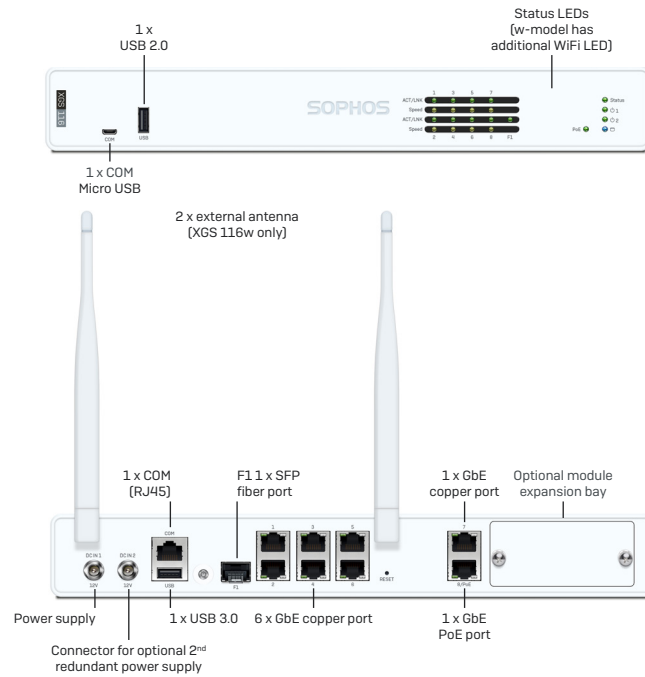 1 x
USB 2.0
Status LEDs
(w-model has
additional WiFi LED)
XGS 116
SOPHOS
1 3 5 7
ACT/LNK
Speed
ACT/LNK
Speed
2 4 6 8 F1
Status
1
2
PoE
COM
USB
1 x COM
Micro USB
2 x external antenna
(XGS 116w only)
1 x COM
(RJ45)
F1 1 x SFP
fiber port
1 x GbE
copper port
Optional module
expansion bay
DC IN 1
DC IN 2
COM
1 3 5
7
12V
12V
USB
F1
2 4 6
RESET
8/PoE
Power supply
1 x USB 3.0
6 x GbE copper port
1 x GbE
PoE port
Connector for optional 2nd
redundant power supply